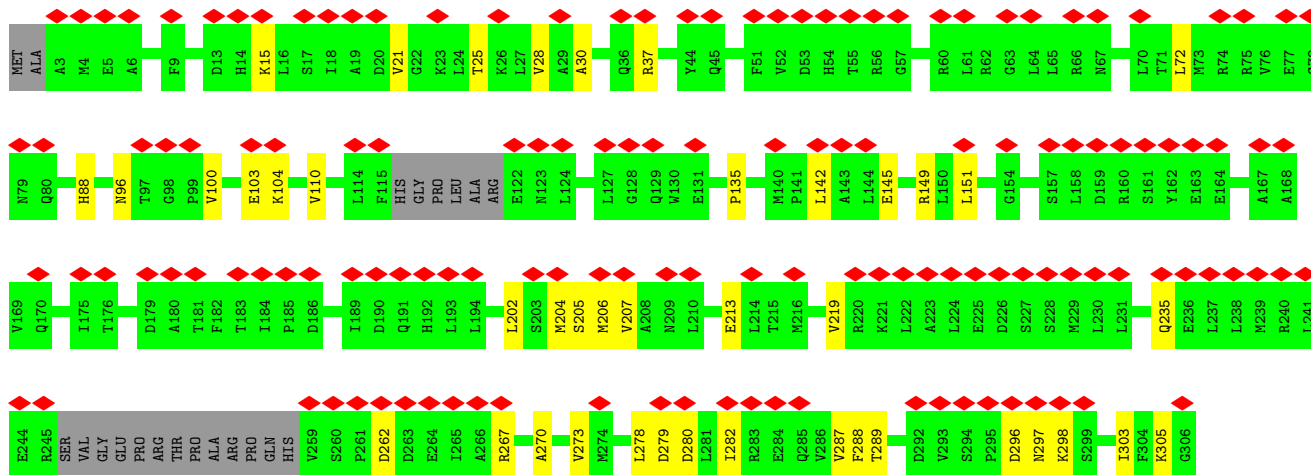 MET ALA A3 M4 E5 A6 F9 D13 H14 K15 L16 S17 I18 A19 D20 V21 G22 K23 L24 T25 K26 L27 V28 A29 A30 Q36 R37 Y44 Q45 F51 V52 D53 H54 T55 R56 G57 R60 L61 R62 G63 L64 L65 R66 N67 L70 T71 L72 M73 R74 R75 V76 E77
N79 Q80 H88 N96 T97 G98 P99 V100 E103 K104 V110 L114 F115 HIS GLY PRO LEU ALA ARG E122 N123 L124 L127 G128 Q129 W130 E131 P135 M140 P141 L142 A143 L144 E145 R149 L150 L151 G154 S157 L158 D159 R160 S161 Y162 E163 E164 A167 A168
V169 Q170 I175 T176 D179 A180 T181 F182 T183 I184 P185 D186 I189 D190 Q191 H192 L193 L194 L202 S203 M204 S205 M206 V207 A208 N209 L210 E213 L214 T215 M216 V219 R220 K221 L222 A223 L224 E225 D226 S227 S228 M229 L230 L231 Q235 E236 L237 L238 M239 R240 L241
E244 R245 SER VAL GLY GLU PRO ARG THR PRO ALA ARG PRO GLN HIS V259 S260 P261 D262 D263 E264 I265 A266 R267 A270 V273 M274 L278 D279 D280 L281 I282 R283 E284 Q285 V286 V287 F288 T289 D292 V293 S294 P295 D296 N297 K298 S299 I303 F304 K305 G306